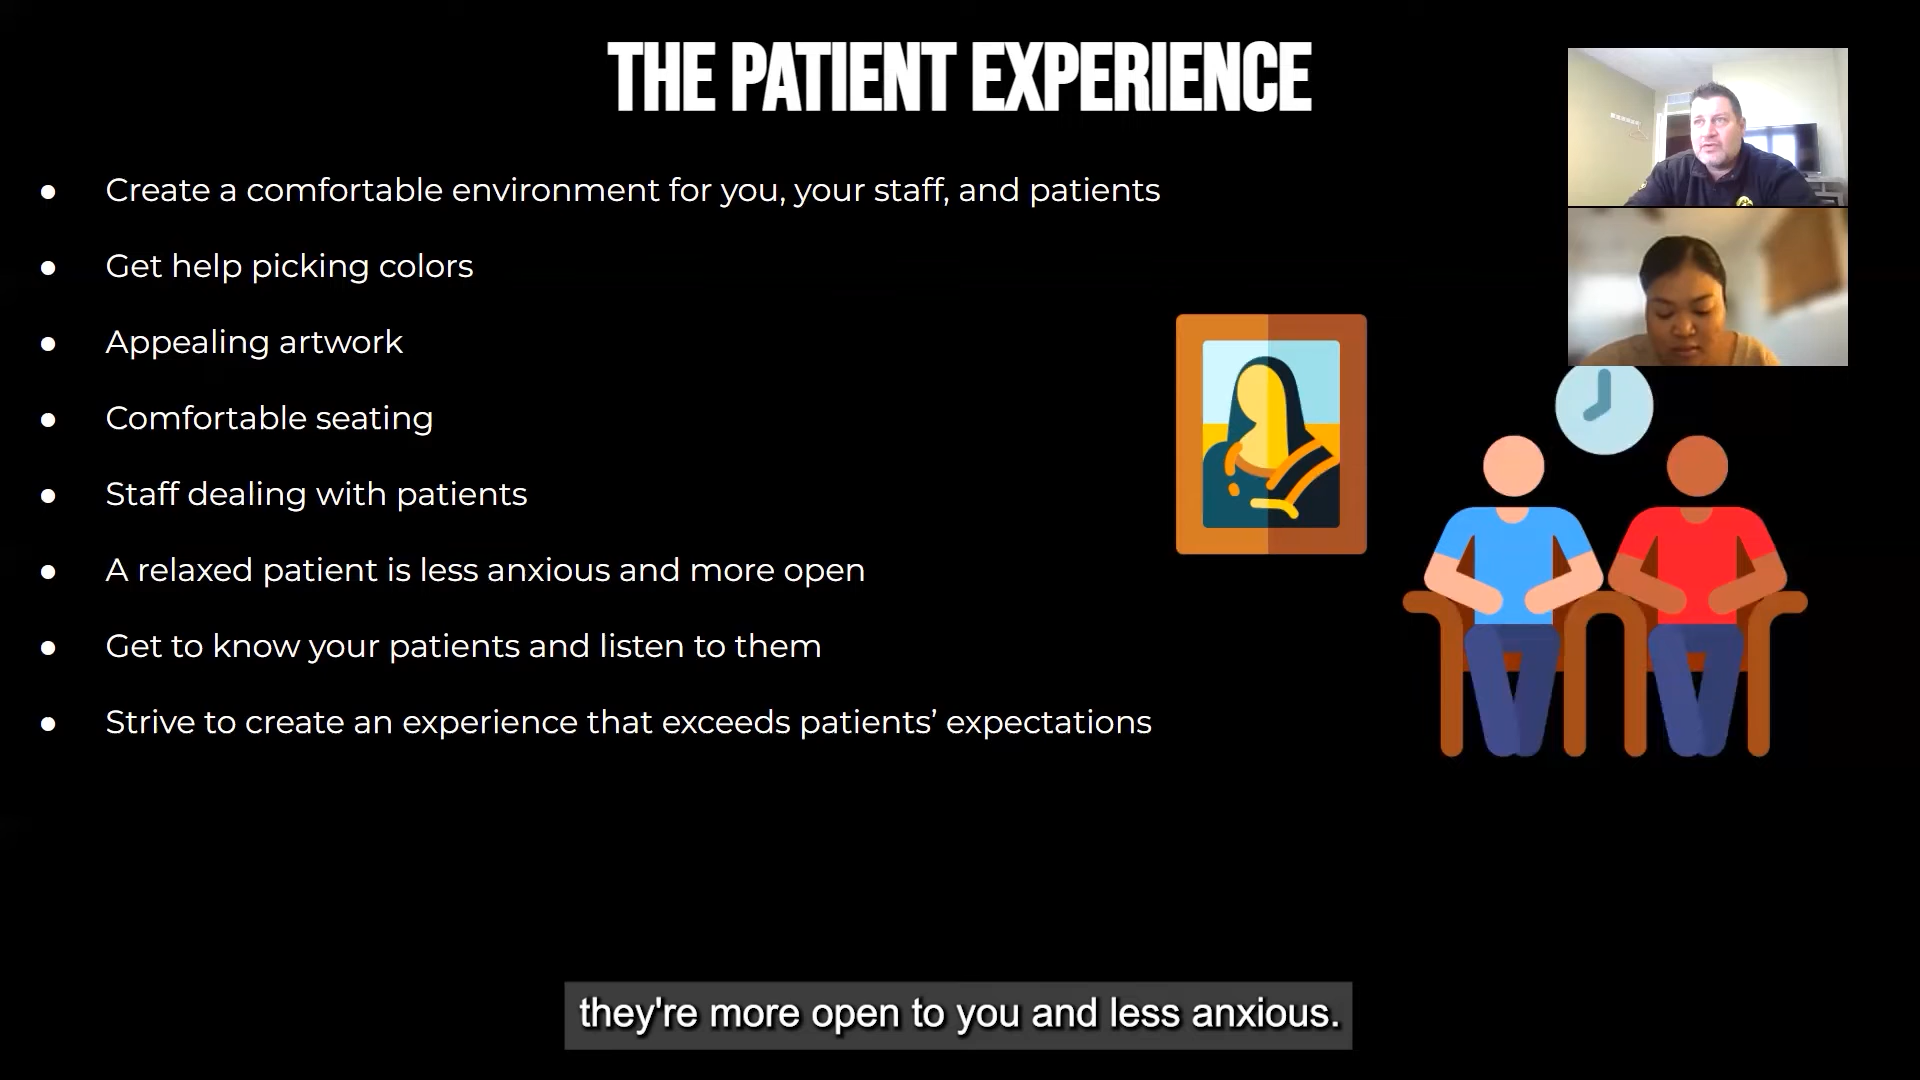 THE PATIENT EXPERIENCE
● Create a comfortable environment for you, your staff, and patients
● Get help picking colors
● Appealing artwork
● Comfortable seating
● Staff dealing with patients
● A relaxed patient is less anxious and more open
● Get to know your patients and listen to them
● Strive to create an experience that exceeds patients’ expectations
they're more open to you and less anxious.